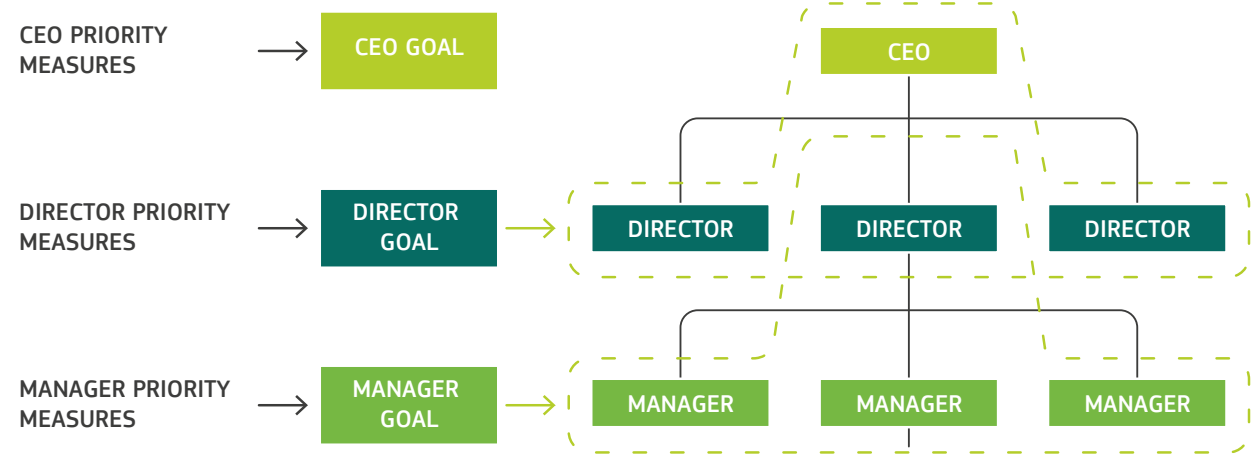 CEO PRIORITY
MEASURES
CEO GOAL
CEO
DIRECTOR PRIORITY
MEASURES
DIRECTOR
GOAL
DIRECTOR
DIRECTOR
DIRECTOR
MANAGER PRIORITY
MEASURES
MANAGER
GOAL
MANAGER
MANAGER
MANAGER